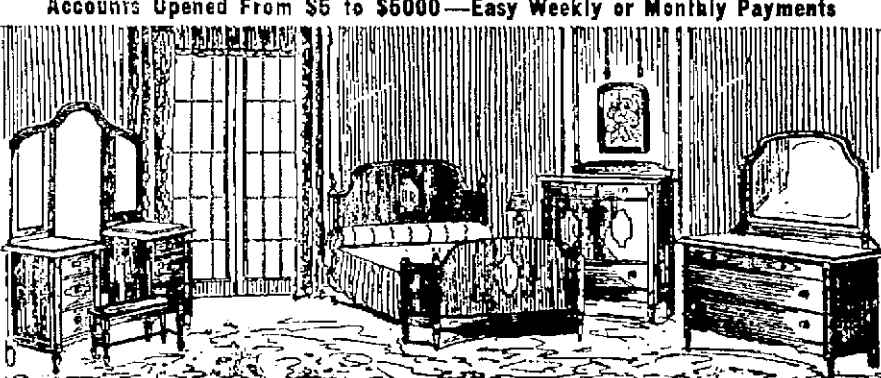 Accounts Opened From $5 to $5000—Easy Weekly or Monthly Payments